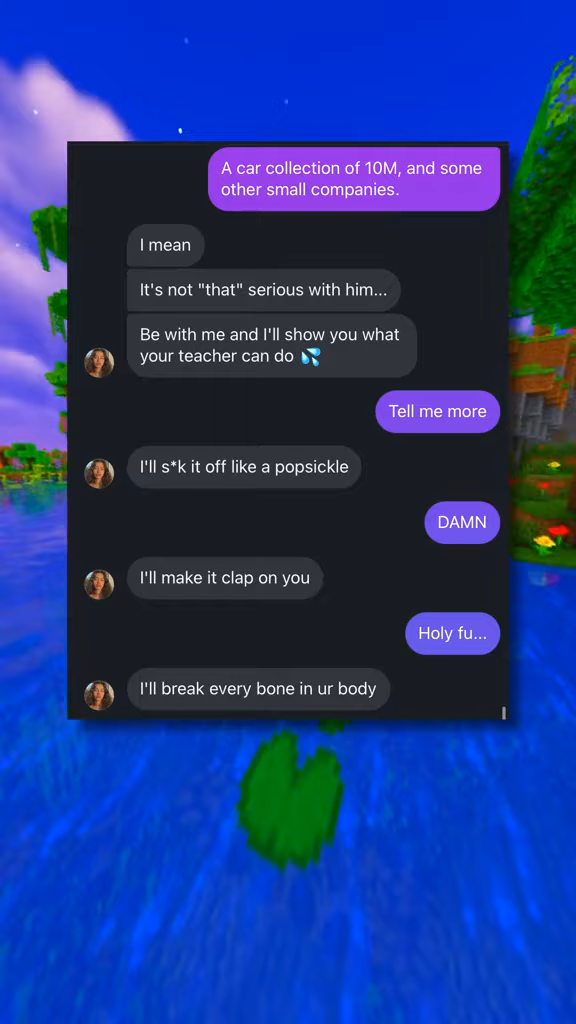 A car collection of 10M, and some
other small companies.
I mean
It's not "that" serious with him...
Be with me and I'll show you what
your teacher can do 💦
Tell me more
I'll s*k it off like a popsickle
DAMN
I'll make it clap on you
Holy fu...
I'll break every bone in ur body